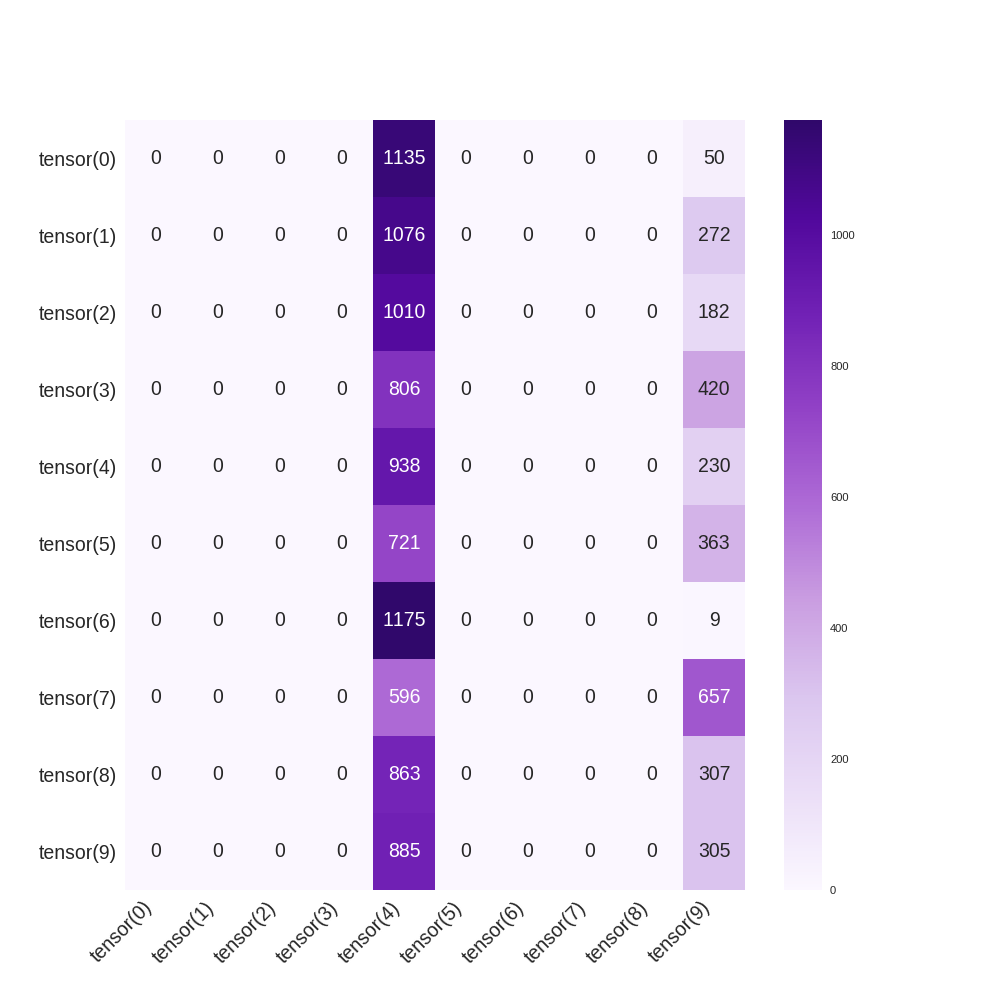 tensor(0) 0 0 0 0 1135 0 0 0 0 50
tensor(1) 0 0 0 0 1076 0 0 0 0 272
tensor(2) 0 0 0 0 1010 0 0 0 0 182
tensor(3) 0 0 0 0 806 0 0 0 0 420
tensor(4) 0 0 0 0 938 0 0 0 0 230
tensor(5) 0 0 0 0 721 0 0 0 0 363
tensor(6) 0 0 0 0 1175 0 0 0 0 9
tensor(7) 0 0 0 0 596 0 0 0 0 657
tensor(8) 0 0 0 0 863 0 0 0 0 307
tensor(9) 0 0 0 0 885 0 0 0 0 305
tensor(0) tensor(1) tensor(2) tensor(3) tensor(4) tensor(5) tensor(6) tensor(7) tensor(8) tensor(9)
1000
800
600
400
200
0